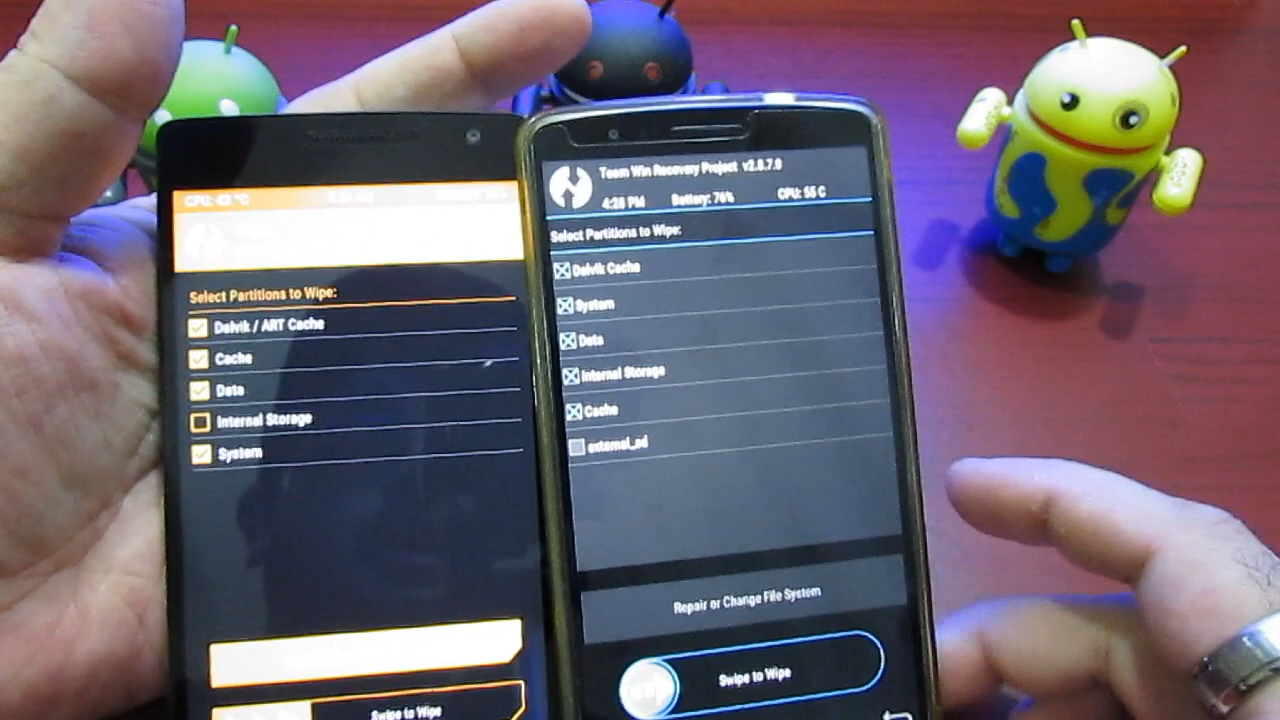 CPU: 43 °C
Select Partitions to Wipe:
Dalvik / ART Cache
Cache
Data
Internal Storage
System
Swipe to Wipe
Team Win Recovery Project v2.8.7.0
4:28 PM Battery: 76% CPU: 55 C
Select Partitions to Wipe:
Dalvik Cache
System
Data
Internal Storage
Cache
external_sd
Repair or Change File System
Swipe to Wipe